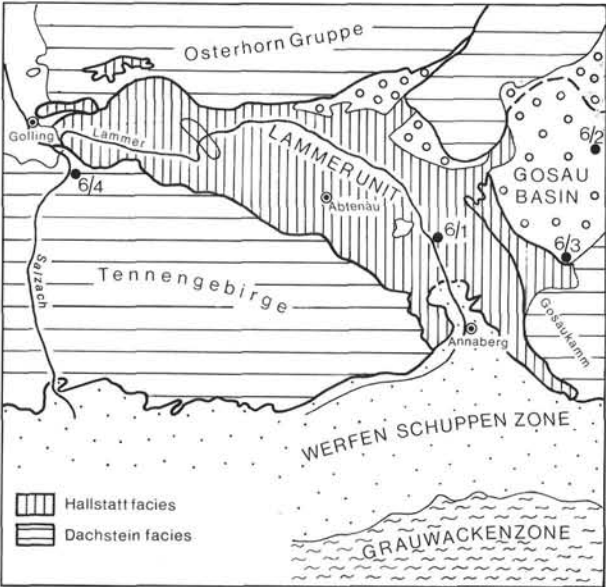 Osterhorn Gruppe
Golling
Lammer
LAMMER UNIT
6/2
GOSAU
BASIN
6/4
Abtenau
6/1
6/3
Salzach
Tennengebirge
Gosaukamm
Annaberg
WERFEN SCHUPPEN ZONE
Hallstatt facies
Dachstein facies
GRAUWACKENZONE